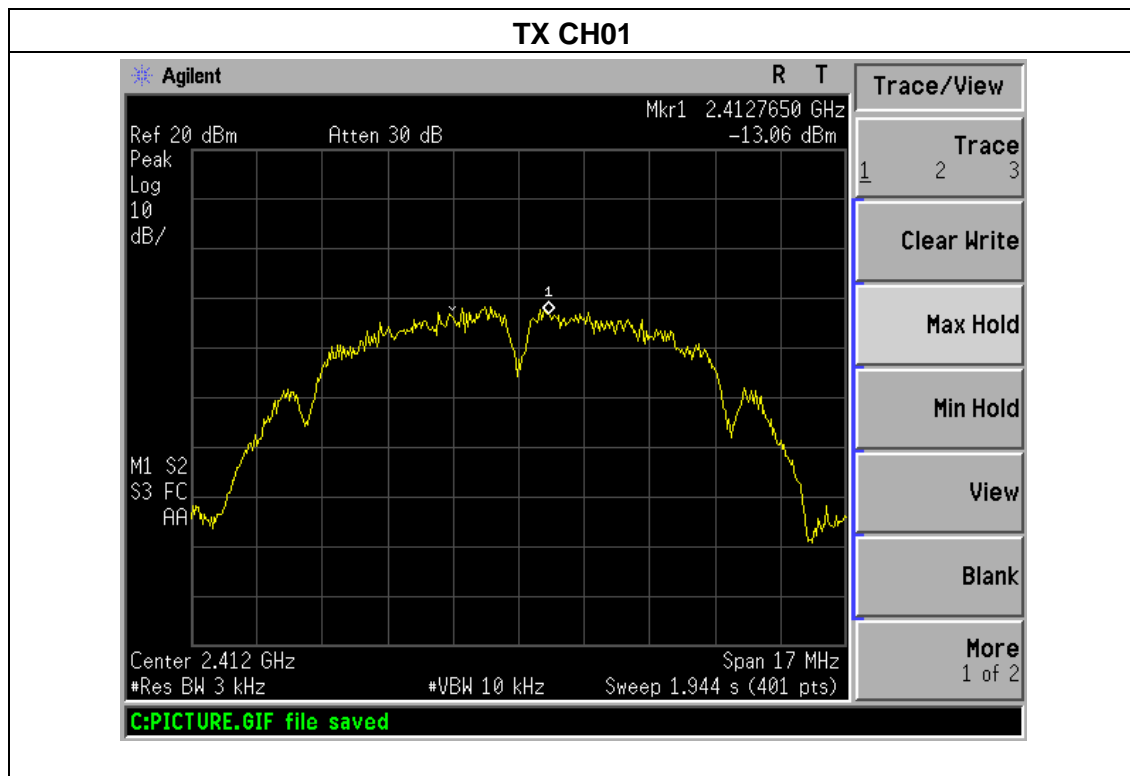 TX CH01
Agilent R T
Mkr1 2.4127650 GHz
Ref 20 dBm Atten 30 dB -13.06 dBm
Peak
Log
10
dB/
1
M1 S2
S3 FC
AA
Center 2.412 GHz Span 17 MHz
#Res BW 3 kHz #VBW 10 kHz Sweep 1.944 s (401 pts)
C:PICTURE.GIF file saved
Trace/View
Trace
1 2 3
Clear Write
Max Hold
Min Hold
View
Blank
More
1 of 2